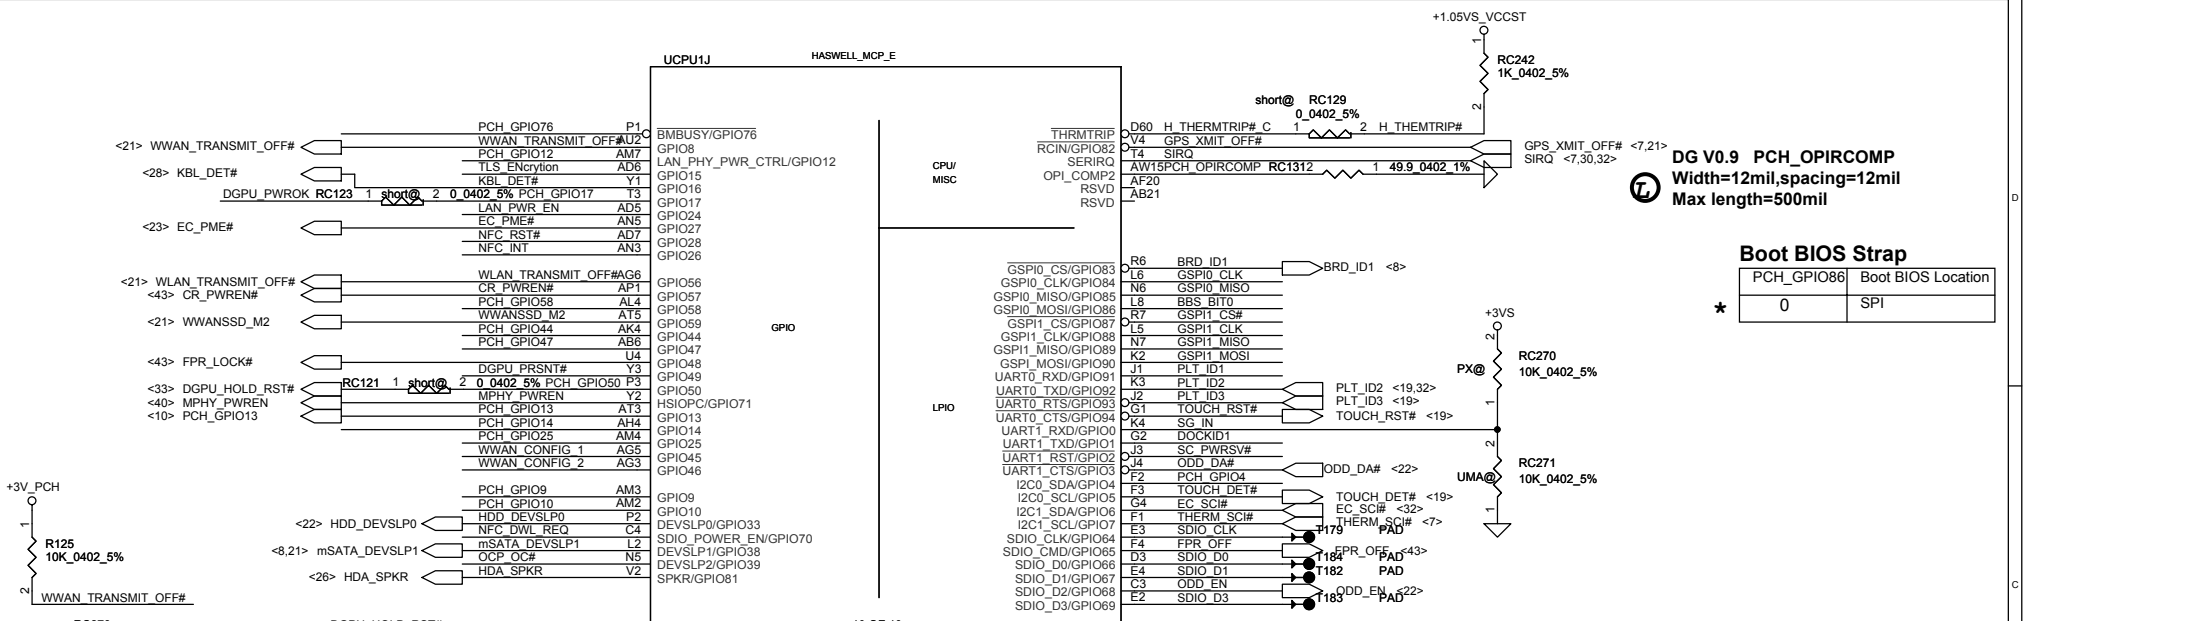 +1.05VS_VCCST
1
RC242
1K_0402_5%
2
UCPU1J
HASWELL_MCP_E
short@ RC129
0_0402_5%
PCH_GPIO76 P1 BMBUSY/GPIO76
<21> WWAN_TRANSMIT_OFF# WWAN_TRANSMIT_OFF# AU2 GPIO8
PCH_GPIO12 AM7 LAN_PHY_PWR_CTRL/GPIO12
TLS_ENcrytion AD6 GPIO15
<28> KBL_DET# KBL_DET# Y1 GPIO16
DGPU_PWROK RC123 1 short@ 2 0_0402_5% PCH_GPIO17 T3 GPIO17
LAN_PWR_EN AD5 GPIO24
<23> EC_PME# EC_PME# AN5 GPIO27
NFC_RST# AD7 GPIO28
NFC_INT AN3 GPIO26
<21> WLAN_TRANSMIT_OFF# WLAN_TRANSMIT_OFF# AG6 GPIO56
<43> CR_PWREN# CR_PWREN# AP1 GPIO57
PCH_GPIO58 AL4 GPIO58
<21> WWANSSD_M2 WWANSSD_M2 AT5 GPIO59
PCH_GPIO44 AK4 GPIO44
PCH_GPIO47 AB6 GPIO47
<43> FPR_LOCK# U4 GPIO48
DGPU_PRSNT# Y3 GPIO49
<33> DGPU_HOLD_RST# RC121 1 short@ 2 0_0402_5% PCH_GPIO50 P3 GPIO50
<40> MPHY_PWREN MPHY_PWREN Y2 HSIOPC/GPIO71
<10> PCH_GPIO13 PCH_GPIO13 AT3 GPIO13
PCH_GPIO14 AH4 GPIO14
PCH_GPIO25 AM4 GPIO25
WWAN_CONFIG_1 AG5 GPIO45
WWAN_CONFIG_2 AG3 GPIO46
PCH_GPIO9 AM3 GPIO9
PCH_GPIO10 AM2 GPIO10
<22> HDD_DEVSLP0 HDD_DEVSLP0 P2 DEVSLP0/GPIO33
NFC_DWL_REQ C4 SDIO_POWER_EN/GPIO70
<8,21> mSATA_DEVSLP1 mSATA_DEVSLP1 L2 DEVSLP1/GPIO38
OCP_OC# N5 DEVSLP2/GPIO39
<26> HDA_SPKR HDA_SPKR V2 SPKR/GPIO81
+3V_PCH
1
R125
10K_0402_5%
2
WWAN_TRANSMIT_OFF#
CPU/
MISC
GPIO
LPIO
THRMTRIP D60 H_THERMTRIP#_C 1 2 H_THEMTRIP#
RCIN/GPIO82 V4 GPS_XMIT_OFF# GPS_XMIT_OFF# <7,21>
SERIRQ T4 SIRQ SIRQ <7,30,32>
OPI_COMP2 AW15 PCH_OPIRCOMP RC131 2 1 49.9_0402_1%
RSVD AF20
RSVD AB21
GSPI0_CS/GPIO83 R6 BRD_ID1 BRD_ID1 <8>
GSPI0_CLK/GPIO84 L6 GSPI0_CLK
GSPI0_MISO/GPIO85 N6 GSPI0_MISO
GSPI0_MOSI/GPIO86 L8 BBS_BIT0
GSPI1_CS/GPIO87 R7 GSPI1_CS#
GSPI1_CLK/GPIO88 L5 GSPI1_CLK
GSPI1_MISO/GPIO89 N7 GSPI1_MISO
GSPI_MOSI/GPIO90 K2 GSPI1_MOSI
UART0_RXD/GPIO91 J1 PLT_ID1
UART0_TXD/GPIO92 K3 PLT_ID2 PLT_ID2 <19,32>
UART0_RTS/GPIO93 J2 PLT_ID3 PLT_ID3 <19>
UART0_CTS/GPIO94 G1 TOUCH_RST# TOUCH_RST# <19>
UART1_RXD/GPIO0 K4 SG_IN
UART1_TXD/GPIO1 G2 DOCKID1
UART1_RST/GPIO2 J3 SC_PWRSV#
UART1_CTS/GPIO3 J4 ODD_DA# ODD_DA# <22>
I2C0_SDA/GPIO4 F2 PCH_GPIO4
I2C0_SCL/GPIO5 F3 TOUCH_DET# TOUCH_DET# <19>
I2C1_SDA/GPIO6 G4 EC_SCI# EC_SCI# <32>
I2C1_SCL/GPIO7 F1 THERM_SCI# THERM_SCI# <7>
SDIO_CLK/GPIO64 E3 SDIO_CLK T179 PAD
SDIO_CMD/GPIO65 F4 FPR_OFF FPR_OFF <43>
SDIO_D0/GPIO66 D3 SDIO_D0 T184 PAD
SDIO_D1/GPIO67 E4 SDIO_D1 T182 PAD
SDIO_D2/GPIO68 C3 ODD_EN ODD_EN <22>
SDIO_D3/GPIO69 E2 SDIO_D3 T183 PAD
+3VS
2
RC270
PX@
10K_0402_5%
1
2
RC271
UMA@
10K_0402_5%
1
L
DG V0.9 PCH_OPIRCOMP
Width=12mil,spacing=12mil
Max length=500mil
Boot BIOS Strap
PCH_GPIO86 Boot BIOS Location
* 0 SPI
D
C